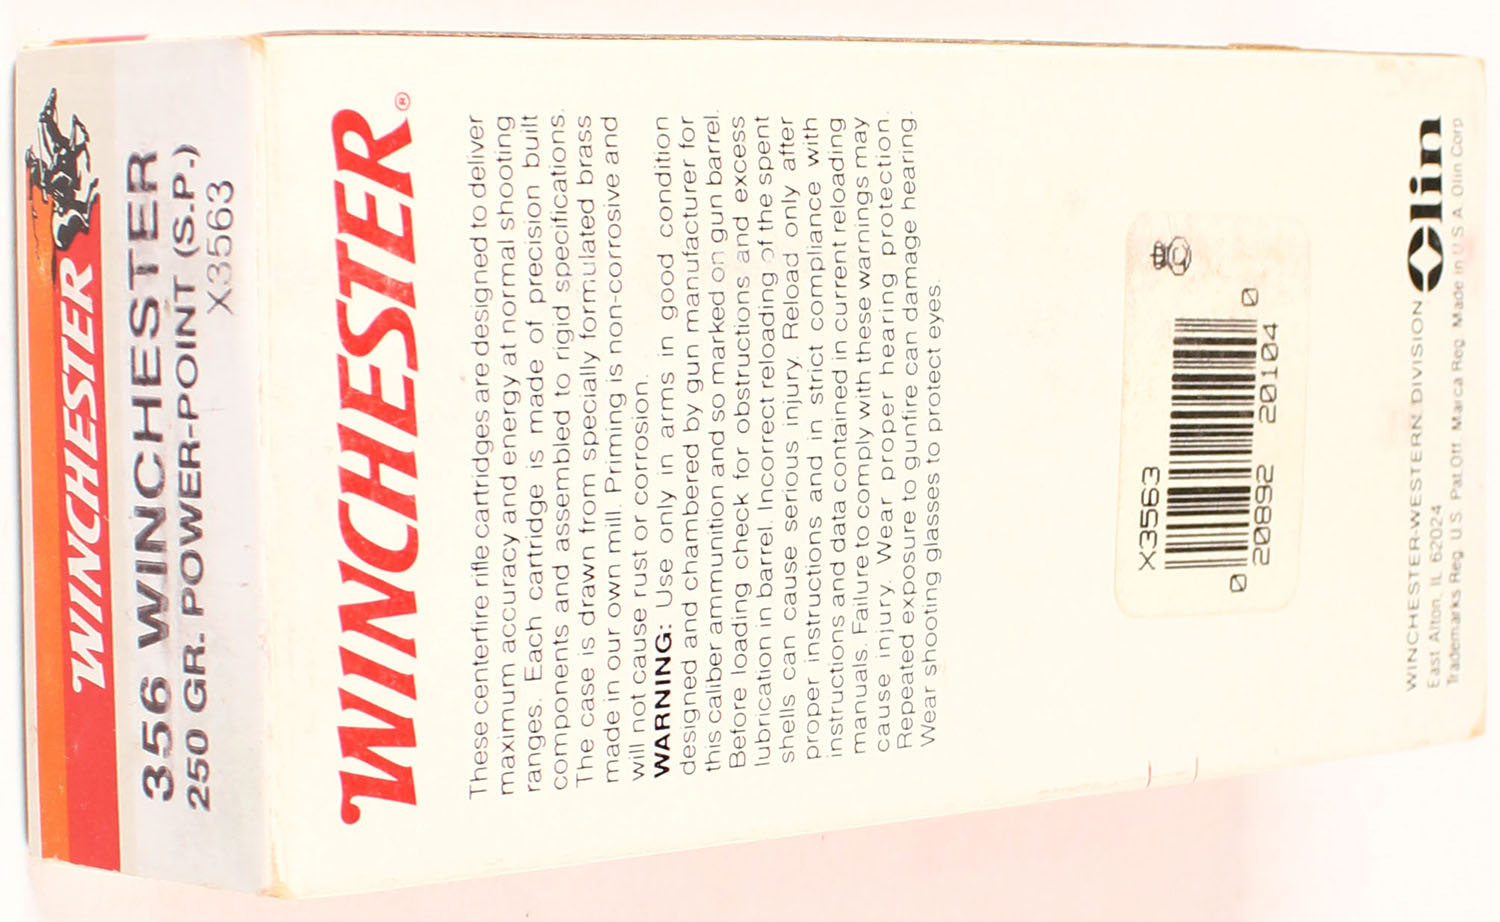 WINCHESTER
356 WINCHESTER
250 GR. POWER-POINT (S.P.)
X3563
WINCHESTER®
These centerfire rifle cartridges are designed to deliver
maximum accuracy and energy at normal shooting
ranges. Each cartridge is made of precision built
components and assembled to rigid specifications.
The case is drawn from specially formulated brass
made in our own mill. Priming is non-corrosive and
will not cause rust or corrosion.
WARNING: Use only in arms in good condition
designed and chambered by gun manufacturer for
this caliber ammunition and so marked on gun barrel.
Before loading check for obstructions and excess
lubrication in barrel. Incorrect reloading of the spent
shells can cause serious injury. Reload only after
proper instructions and in strict compliance with
instructions and data contained in current reloading
manuals. Failure to comply with these warnings may
cause injury. Wear proper hearing protection.
Repeated exposure to gunfire can damage hearing.
Wear shooting glasses to protect eyes.
X3563
0 20892 20104 0
WINCHESTER-WESTERN DIVISION Olin
East Alton, IL 62024
Trademarks Reg. U.S. Pat.Off. Marca Reg. Made in U.S.A. Olin Corp